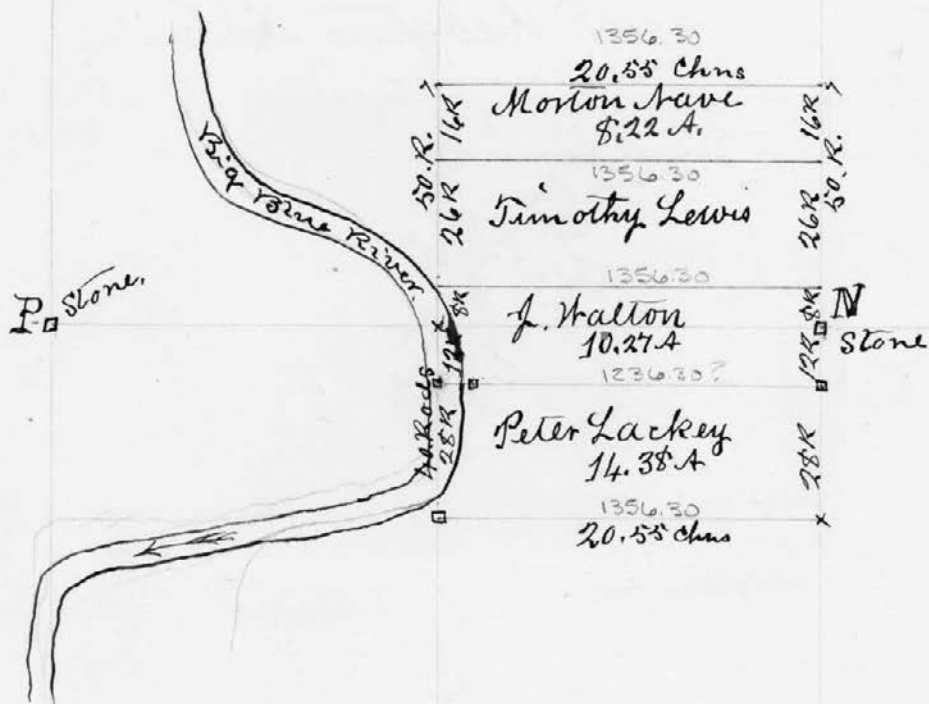 1356.30
20.55 Chns
Morton Nave
8.22 A.
16R
16R
50.R.
50.R.
1356.30
Timothy Lewis
26R
26R
Big Blue River.
1356.30
P Stone.
J. Walton
10.27 A
8R
8R
N
Stone
12R
12R
1236.30?
40 Rods
28R
Peter Lackey
14.38 A
28R
1356.30
20.55 Chns